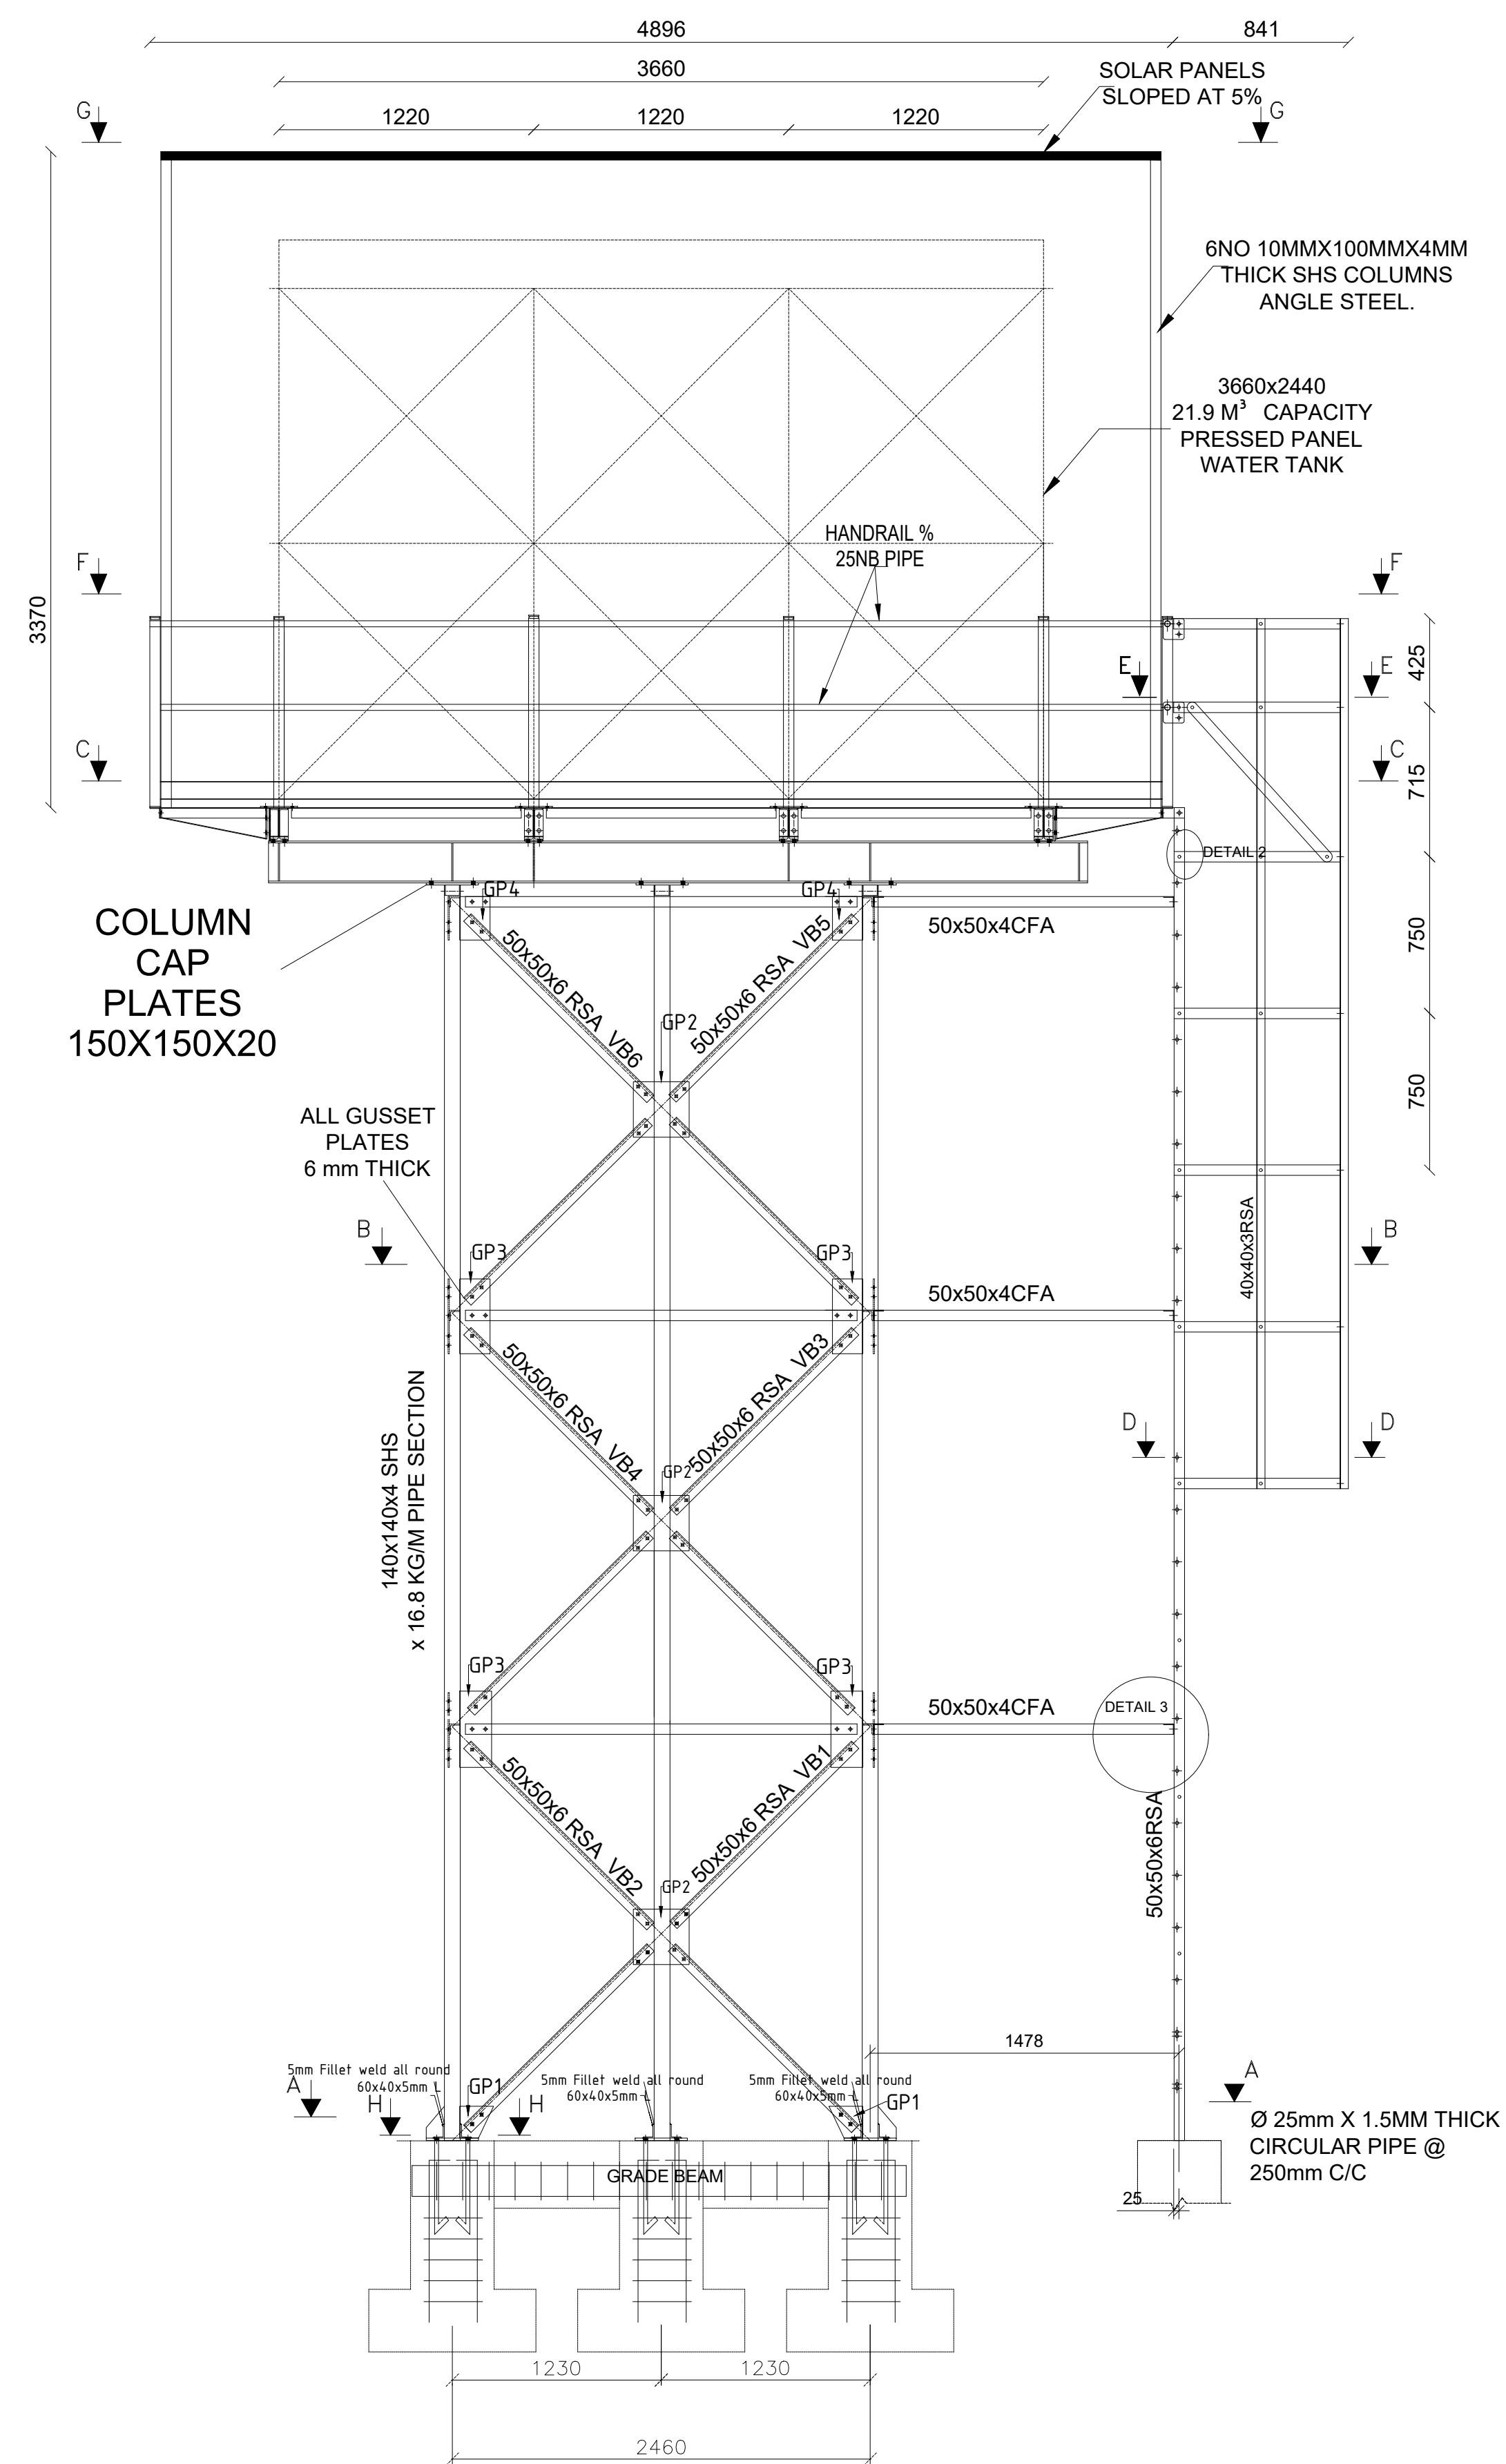 4896
841
3660
SOLAR PANELS
SLOPED AT 5%
G
G
1220
1220
1220
6NO 10MMX100MMX4MM
THICK SHS COLUMNS
ANGLE STEEL.
3660x2440
21.9 M³ CAPACITY
PRESSED PANEL
WATER TANK
HANDRAIL %
25NB PIPE
F
F
3370
425
E
E
C
C
715
DETAIL 2
GP4
GP4
50x50x4CFA
COLUMN
CAP
PLATES
150X150X20
50x50x6 RSA VB6
50x50x6 RSA VB5
750
GP2
750
ALL GUSSET
PLATES
6 mm THICK
B
B
GP3
GP3
40x40x3RSA
50x50x4CFA
50x50x6 RSA VB4
50x50x6 RSA VB3
140x140x4 SHS
x 16.8 KG/M PIPE SECTION
D
D
GP2
GP3
GP3
50x50x4CFA
DETAIL 3
50x50x6 RSA VB2
50x50x6 RSA VB1
50x50x6RSA
GP2
1478
5mm Fillet weld all round
60x40x5mm L
5mm Fillet weld all round
60x40x5mm L
5mm Fillet weld all round
60x40x5mm L
A
A
GP1
GP1
H
H
Ø 25mm X 1.5MM THICK
CIRCULAR PIPE @
250mm C/C
GRADE BEAM
25
1230
1230
2460